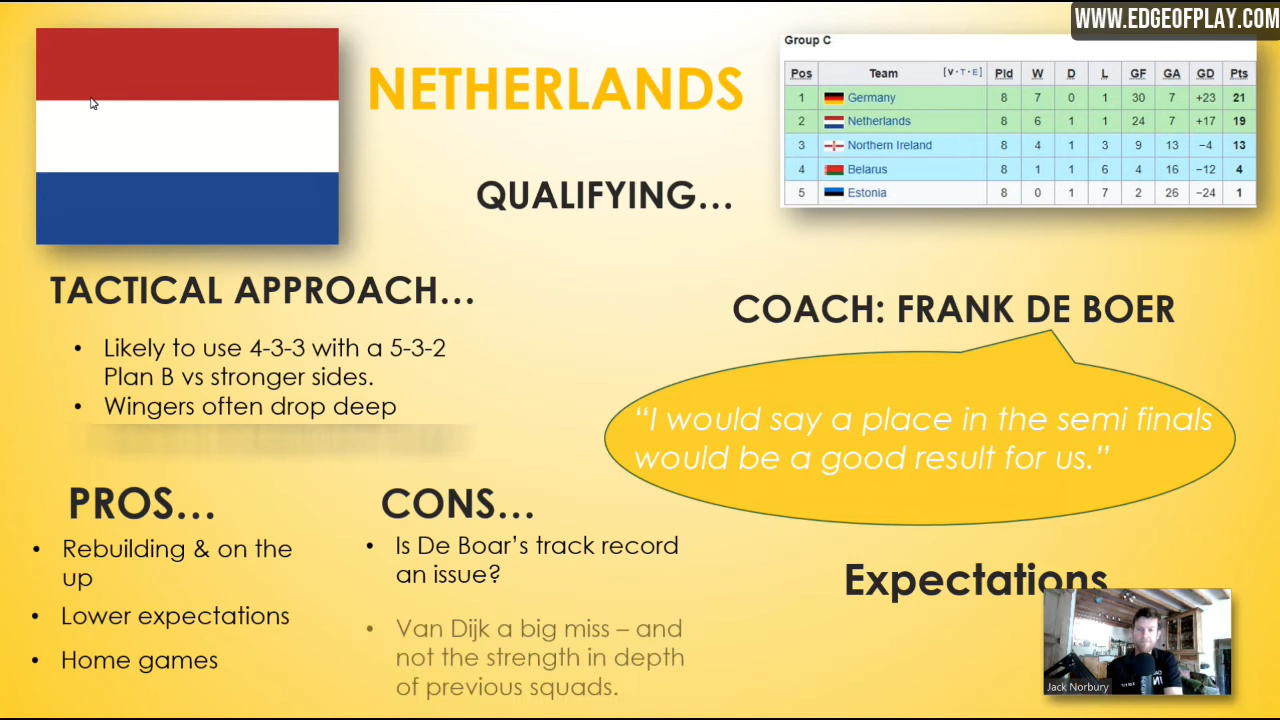 WWW.EDGEOFPLAY.COM
NETHERLANDS
Group C
Pos Team [V·T·E] Pld W D L GF GA GD Pts
1 Germany 8 7 0 1 30 7 +23 21
2 Netherlands 8 6 1 1 24 7 +17 19
3 Northern Ireland 8 4 1 3 9 13 −4 13
4 Belarus 8 1 1 6 4 16 −12 4
5 Estonia 8 0 1 7 2 26 −24 1
QUALIFYING…
TACTICAL APPROACH…
• Likely to use 4-3-3 with a 5-3-2
Plan B vs stronger sides.
• Wingers often drop deep
COACH: FRANK DE BOER
“I would say a place in the semi finals
would be a good result for us.”
PROS…
• Rebuilding & on the
up
• Lower expectations
• Home games
CONS…
• Is De Boar’s track record
an issue?
• Van Dijk a big miss – and
not the strength in depth
of previous squads.
Expectations
Jack Norbury